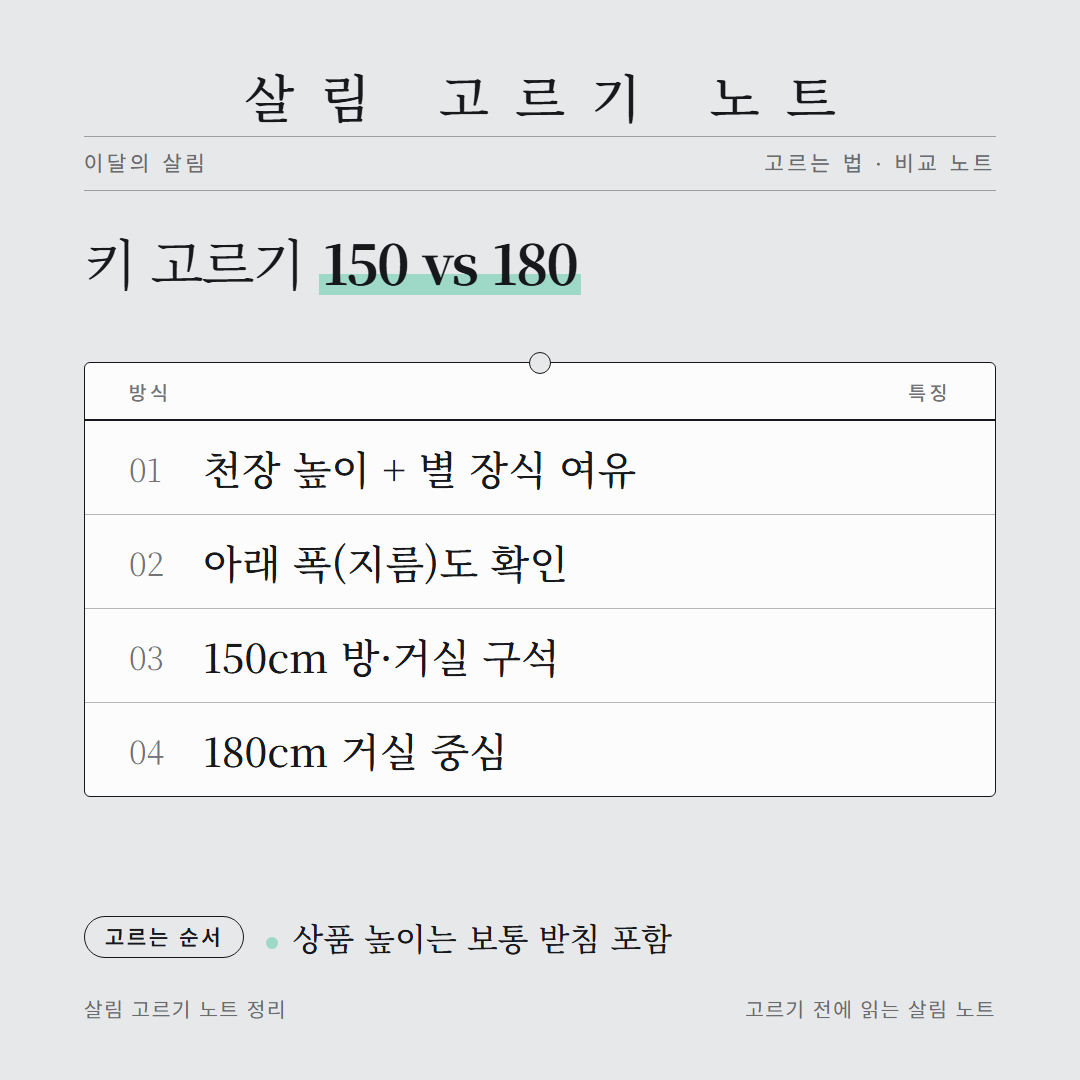 살림 고르기 노트
이달의 살림
고르는 법 · 비교 노트
키 고르기 150 vs 180
방식
특징
01 천장 높이 + 별 장식 여유
02 아래 폭(지름)도 확인
03 150cm 방·거실 구석
04 180cm 거실 중심
고르는 순서
상품 높이는 보통 받침 포함
살림 고르기 노트 정리
고르기 전에 읽는 살림 노트